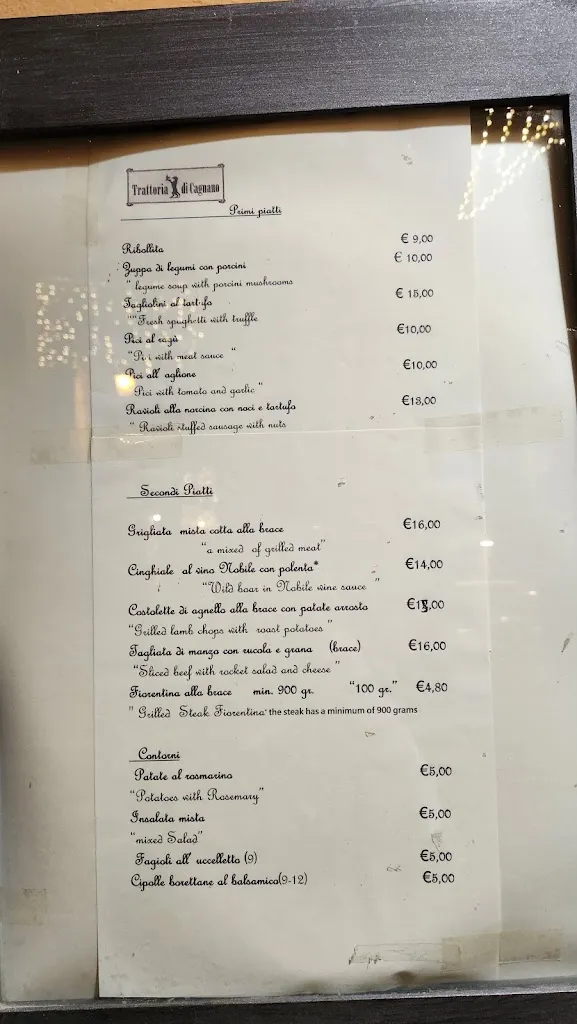 Trattoria di Cagnano
Primi piatti
Ribollita € 9,00
Zuppa di legumi con porcini € 10,00
" legume soup with porcini mushrooms
Tagliolini al tartufo € 15,00
""Fresh spaghetti with truffle
Pici al ragù €10,00
"Pici with meat sauce "
Pici all' aglione €10,00
"Pici with tomato and garlic "
Ravioli alla norcina con noci e tartufo €13,00
" Ravioli stuffed sausage with nuts
Secondi Piatti
Grigliata mista cotta alla brace €16,00
"a mixed of grilled meat"
Cinghiale al vino Nobile con polenta* €14,00
"Wild boar in Nobile wine sauce "
Costolette di agnello alla brace con patate arrosto
"Grilled lamb chops with roast potatoes "
Tagliata di manzo con rucola e grana (brace) €16,00
"Sliced beef with rocket salad and cheese "
Fiorentina alla brace min. 900 gr. "100 gr." €4,80
" Grilled Steak Fiorentina" the steak has a minimum of 900 grams
Contorni
Patate al rosmarino €5,00
"Potatoes with Rosemary"
Insalata mista €5,00
"mixed Salad"
Fagioli all' uccelletto (9) €5,00
Cipolle borettane al balsamico(9-12) €5,00